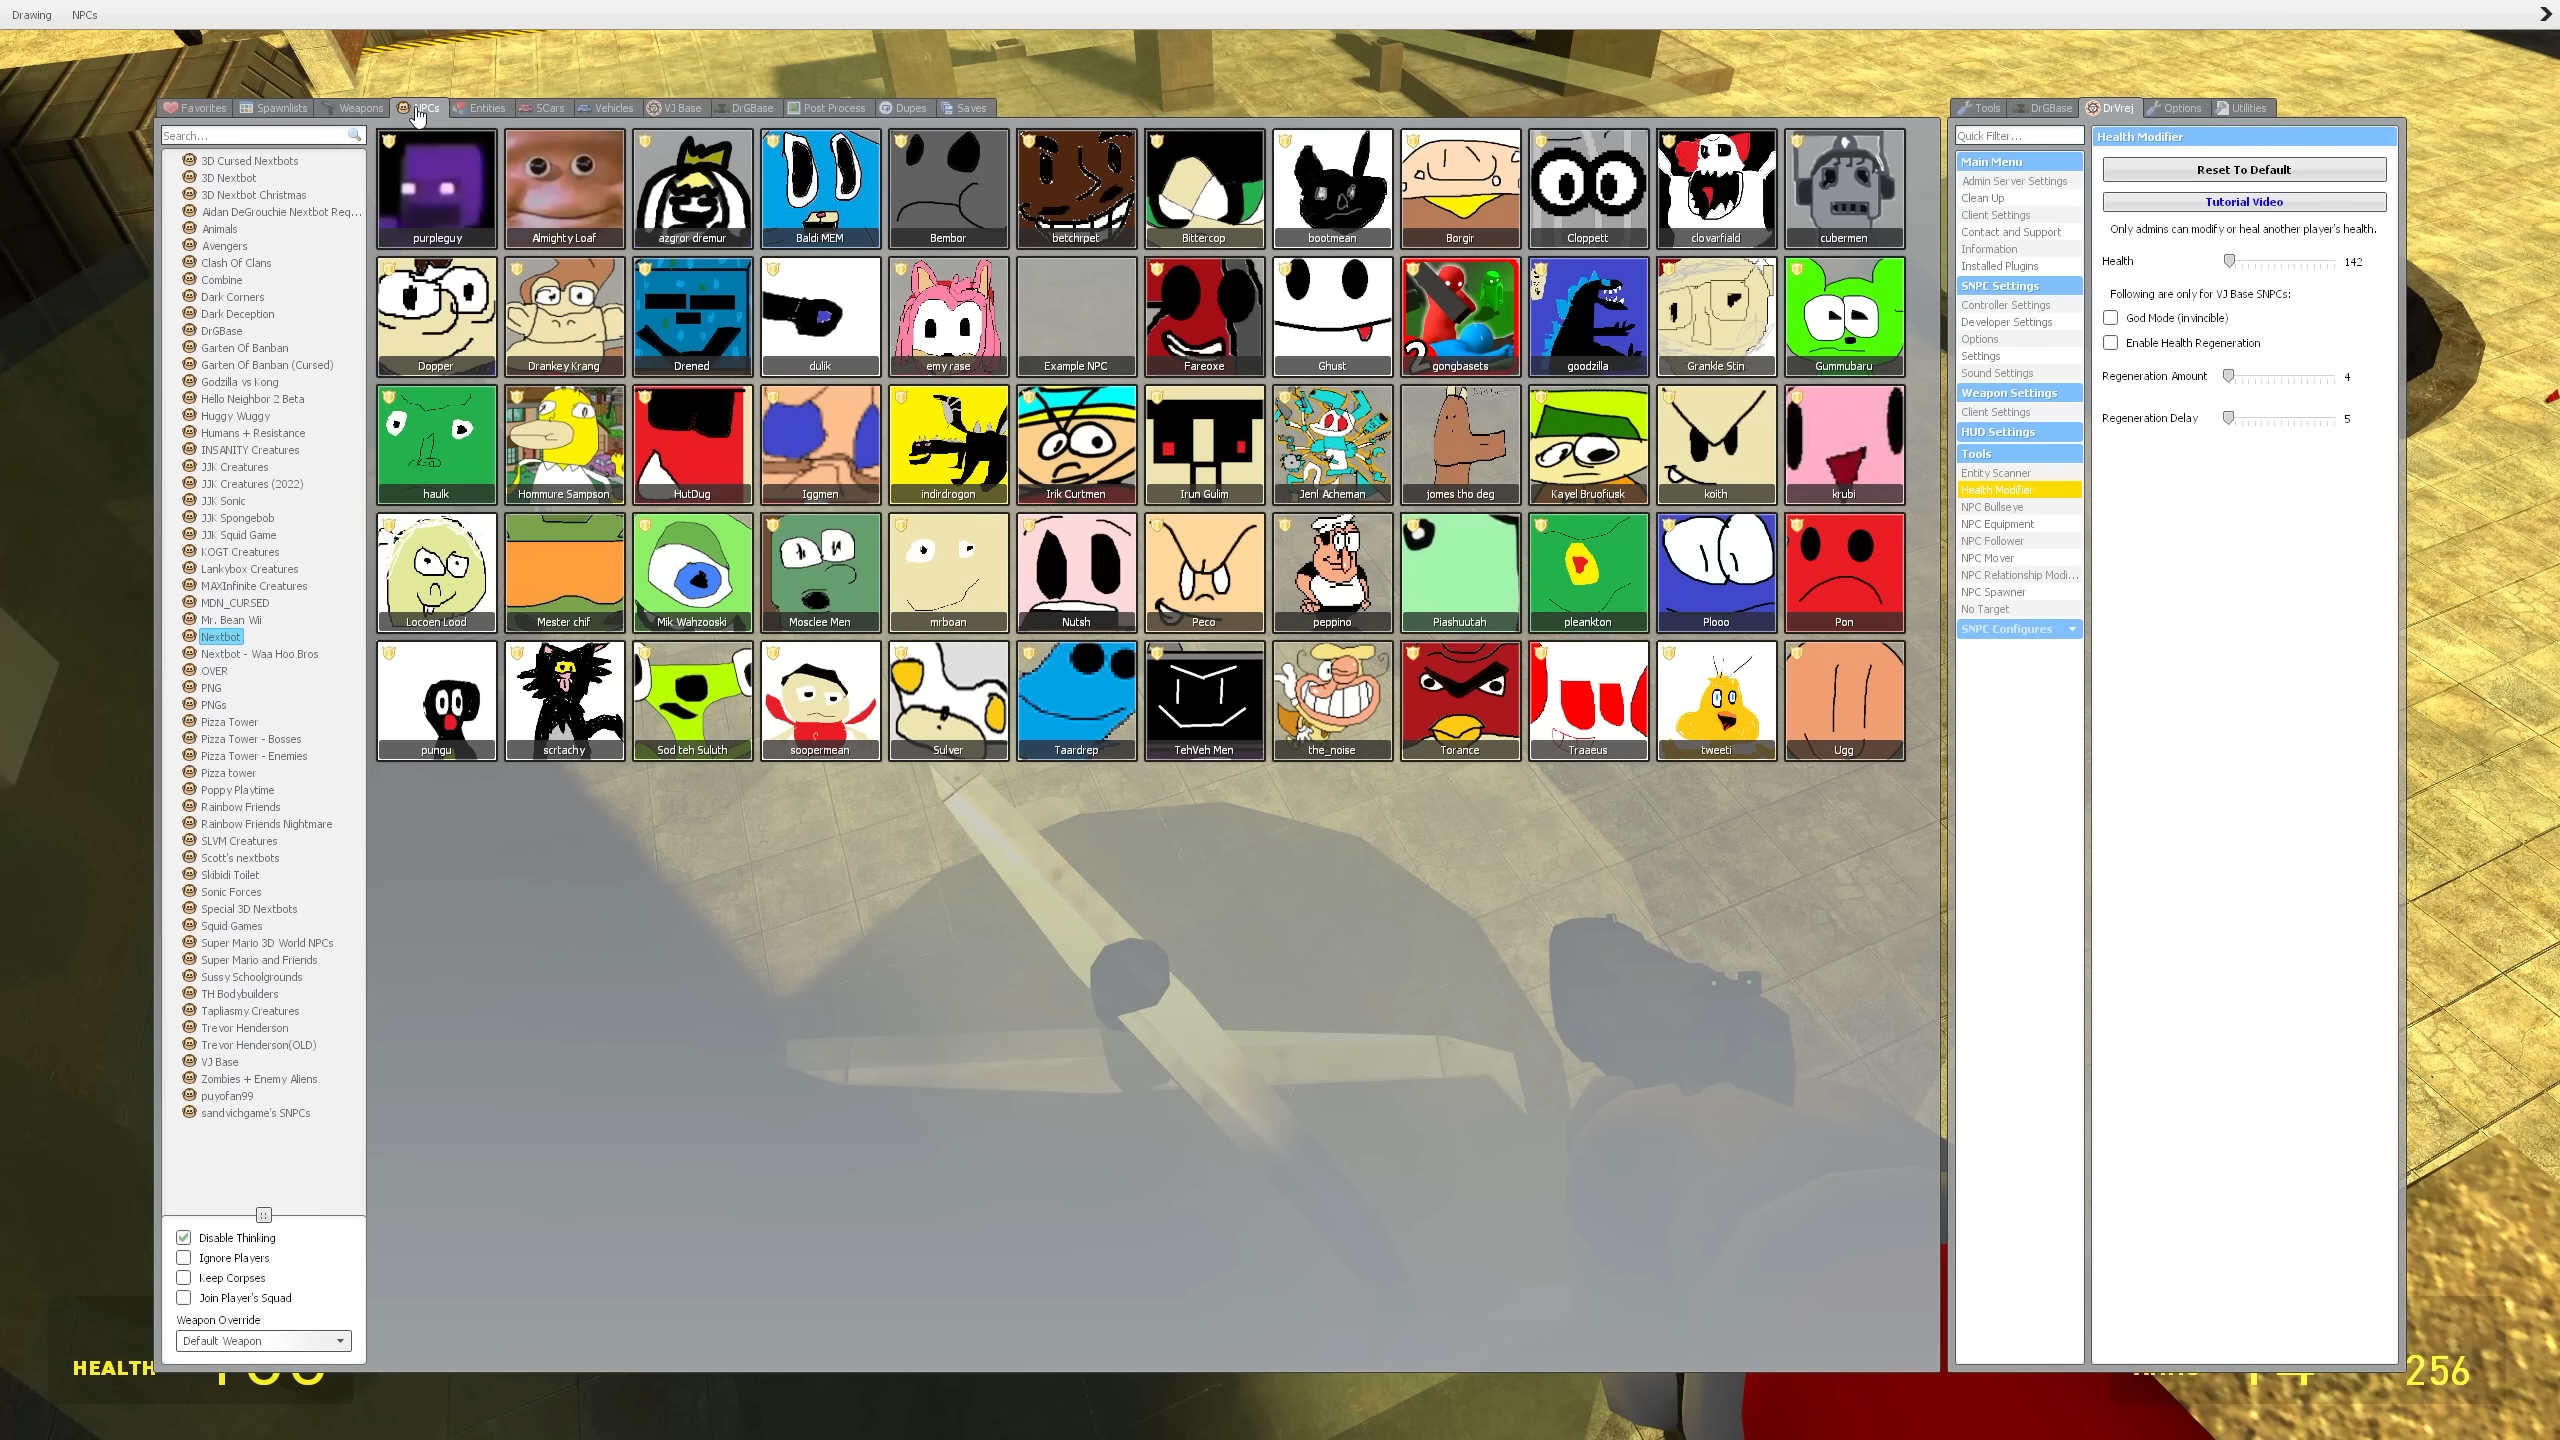 Drawing NPCs
Favorites Spawnlists Weapons NPCs Entities SCars Vehicles VJ Base DrGBase Post Process Dupes Saves
Search...
3D Cursed Nextbots
3D Nextbot
3D Nextbot Christmas
Aidan DeGrouchie Nextbot Req...
Animals
Avengers
Clash Of Clans
Combine
Dark Corners
Dark Deception
DrGBase
Garten Of Banban
Garten Of Banban (Cursed)
Godzilla vs Kong
Hello Neighbor 2 Beta
Huggy Wuggy
Humans + Resistance
INSANITY Creatures
JJK Creatures
JJK Creatures (2022)
JJK Sonic
JJK Spongebob
JJK Squid Game
KOGT Creatures
Lankybox Creatures
MAXInfinite Creatures
MDN_CURSED
Mr. Bean Wii
Nextbot
Nextbot - Waa Hoo Bros
OVER
PNG
PNGs
Pizza Tower
Pizza Tower - Bosses
Pizza Tower - Enemies
Pizza tower
Poppy Playtime
Rainbow Friends
Rainbow Friends Nightmare
SLVM Creatures
Scott's nextbots
Skibidi Toilet
Sonic Forces
Special 3D Nextbots
Squid Games
Super Mario 3D World NPCs
Super Mario and Friends
Sussy Schoolgrounds
TH Bodybuilders
Tapliasmy Creatures
Trevor Henderson
Trevor Henderson(OLD)
VJ Base
Zombies + Enemy Aliens
puyofan99
sandvichgame's SNPCs
Disable Thinking
Ignore Players
Keep Corpses
Join Player's Squad
Weapon Override
Default Weapon
purpleguy Almighty Loaf azgror dremur Baldi MEM Bembor betchrpet Bittercop bootmean Borgir Cloppett clovarfiald cubermen
Dopper Drankey Krang Drened dulik emy rase Example NPC Fareoxe Ghust gongbasets goodzilla Grankle Stin Gummubaru
2
haulk Hommure Sampson HutDug Iggmen indirdrogon Irik Curtmen Irun Gulim Jenl Acheman jomes tho deg Kayel Bruofiusk koith krubi
Locoen Lood Mester chif Mik Wahzooski Mosclee Men mrboan Nutsh Peco peppino Piashuutah pleankton Plooo Pon
pungu scrtachy Sod teh Suluth soopermean Sulver Taardrep TehVeh Men the_noise Torance Traaeus tweeti Ugg
Tools DrGBase DrVrej Options Utilities
Quick Filter...
Main Menu
Admin Server Settings
Clean Up
Client Settings
Contact and Support
Information
Installed Plugins
SNPC Settings
Controller Settings
Developer Settings
Options
Settings
Sound Settings
Weapon Settings
Client Settings
HUD Settings
Tools
Entity Scanner
Health Modifier
NPC Bullseye
NPC Equipment
NPC Follower
NPC Mover
NPC Relationship Modi...
NPC Spawner
No Target
SNPC Configures
Health Modifier
Reset To Default
Tutorial Video
Only admins can modify or heal another player's health.
Health 142
Following are only for VJ Base SNPCs:
God Mode (invincible)
Enable Health Regeneration
Regeneration Amount 4
Regeneration Delay 5
HEALTH
256